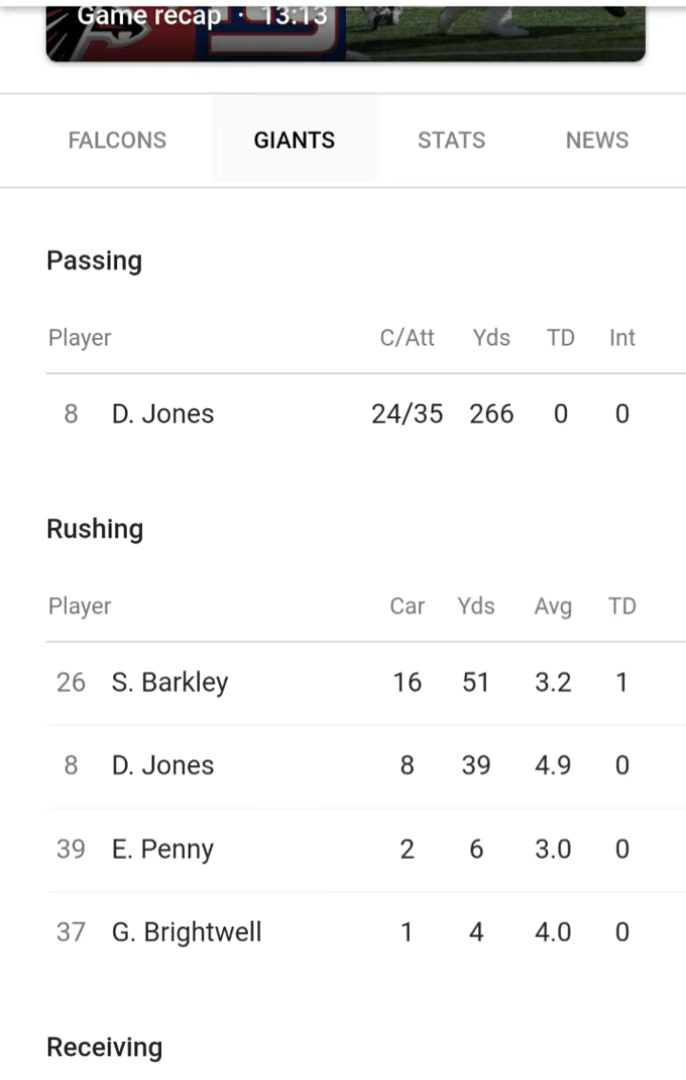 Game recap · 13:13
FALCONS GIANTS STATS NEWS
Passing
Player C/Att Yds TD Int
8 D. Jones 24/35 266 0 0
Rushing
Player Car Yds Avg TD
26 S. Barkley 16 51 3.2 1
8 D. Jones 8 39 4.9 0
39 E. Penny 2 6 3.0 0
37 G. Brightwell 1 4 4.0 0
Receiving